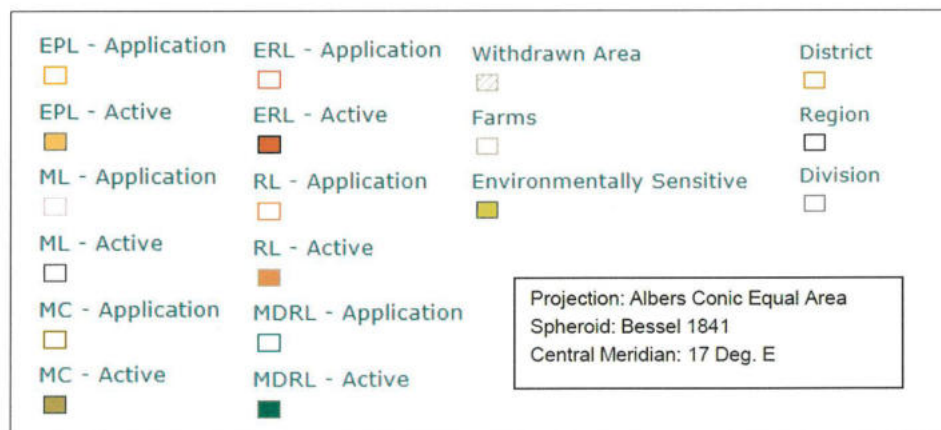 EPL - Application
EPL - Active
ML - Application
ML - Active
MC - Application
MC - Active
ERL - Application
ERL - Active
RL - Application
RL - Active
MDRL - Application
MDRL - Active
Withdrawn Area
Farms
Environmentally Sensitive
District
Region
Division
Projection: Albers Conic Equal Area
Spheroid: Bessel 1841
Central Meridian: 17 Deg. E